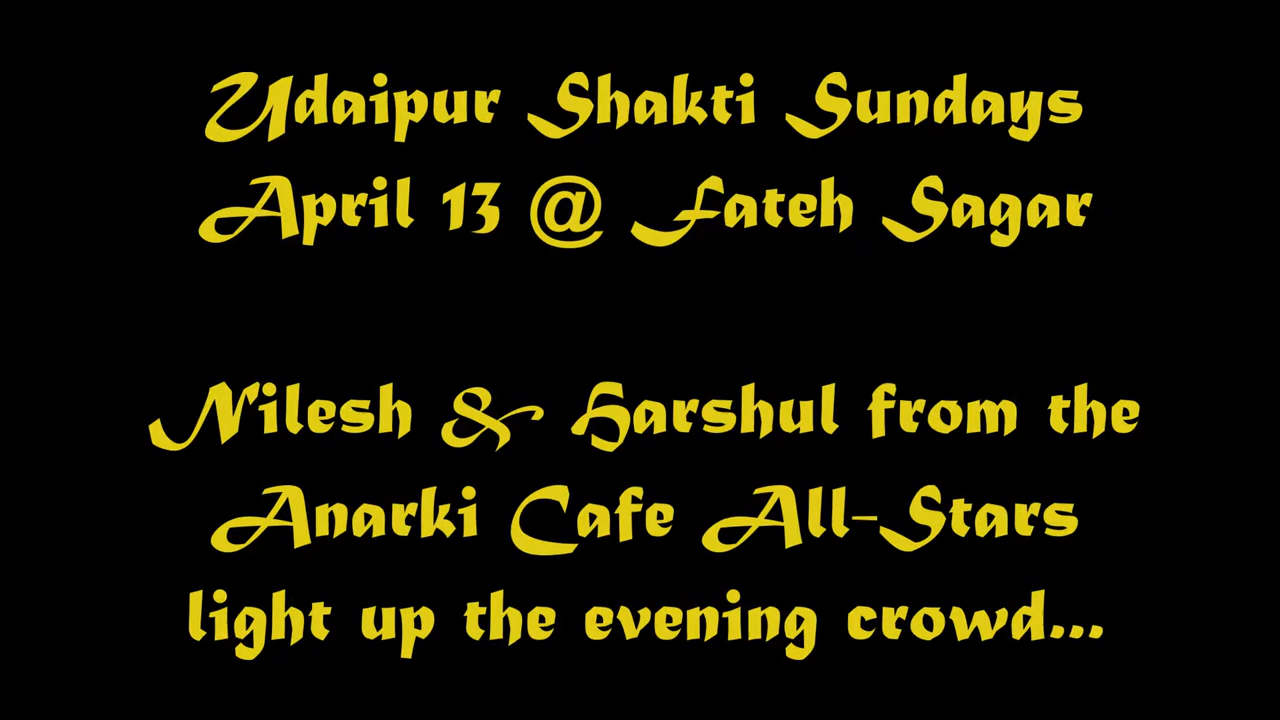 Udaipur Shakti Sundays
April 13 @ Fateh Sagar
Nilesh & Harshul from the
Anarki Cafe All-Stars
light up the evening crowd...